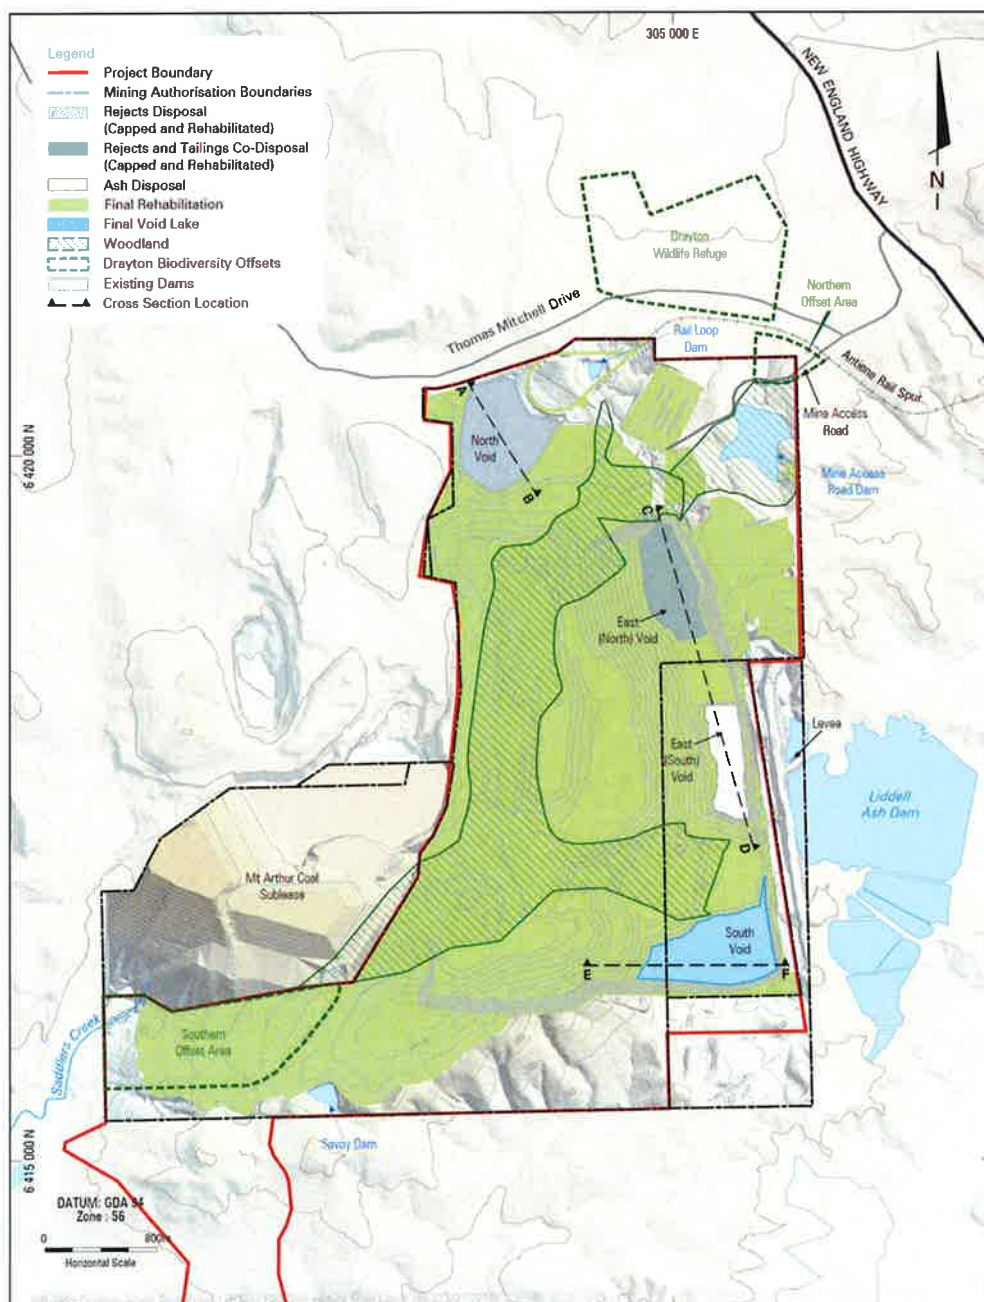 305 000 E
Legend
Project Boundary
Mining Authorisation Boundaries
Rejects Disposal
(Capped and Rehabilitated)
Rejects and Tailings Co-Disposal
(Capped and Rehabilitated)
Ash Disposal
Final Rehabilitation
Final Void Lake
Woodland
Drayton Biodiversity Offsets
Existing Dams
Cross Section Location
NEW ENGLAND HIGHWAY
N
Drayton
Wildlife Refuge
Northern
Offset Area
Thomas Mitchell Drive
Rail Loop
Dam
Antiene Rail Spur
Mine Access
Road
A
North
Void
B
6 420 000 N
Mine Access
Road Dam
C
East
(North) Void
Levee
East
(South)
Void
Liddell
Ash Dam
D
Mt Arthur Coal
Sublease
South
Void
E
F
Saddlers Creek
Southern
Offset Area
Savoy Dam
6 415 000 N
DATUM: GDA 94
Zone : 56
0
800m
Horizontal Scale